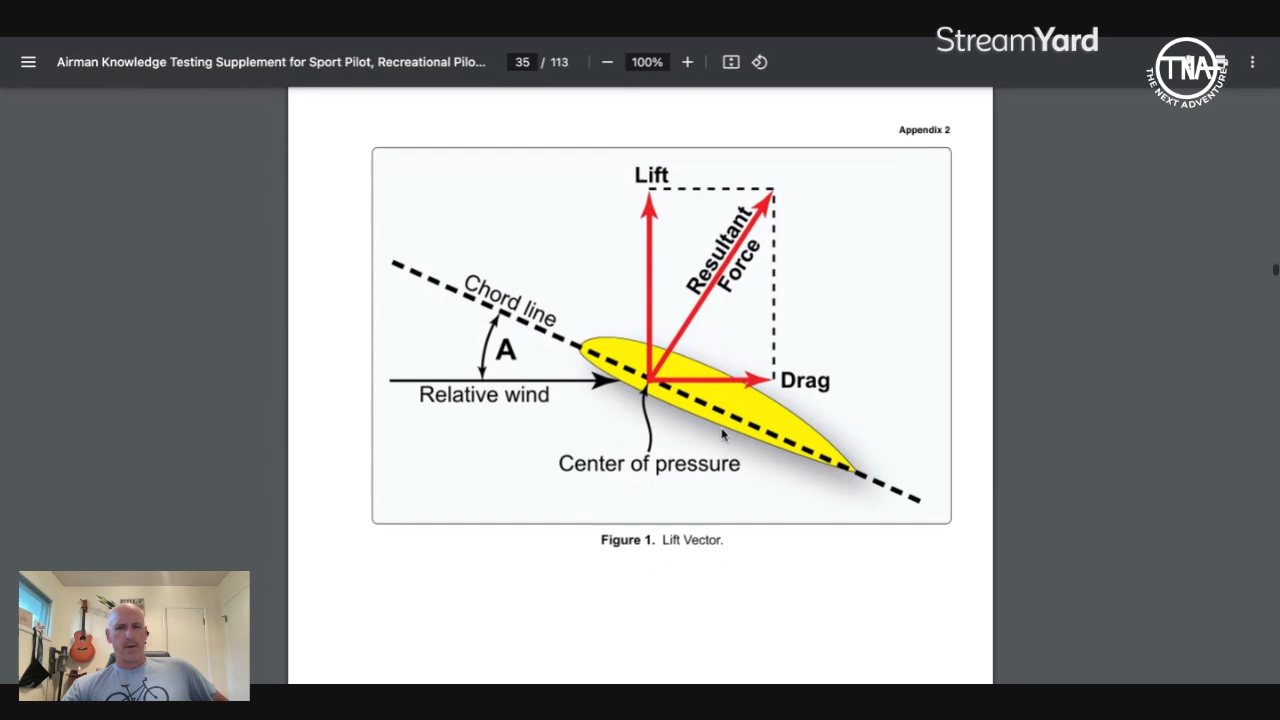 StreamYard
Airman Knowledge Testing Supplement for Sport Pilot, Recreational Pilo...
35 / 113
100%
TNA
THE NEXT ADVENTURE
Appendix 2
Lift
Resultant
Force
Chord line
A
Relative wind
Drag
Center of pressure
Figure 1. Lift Vector.